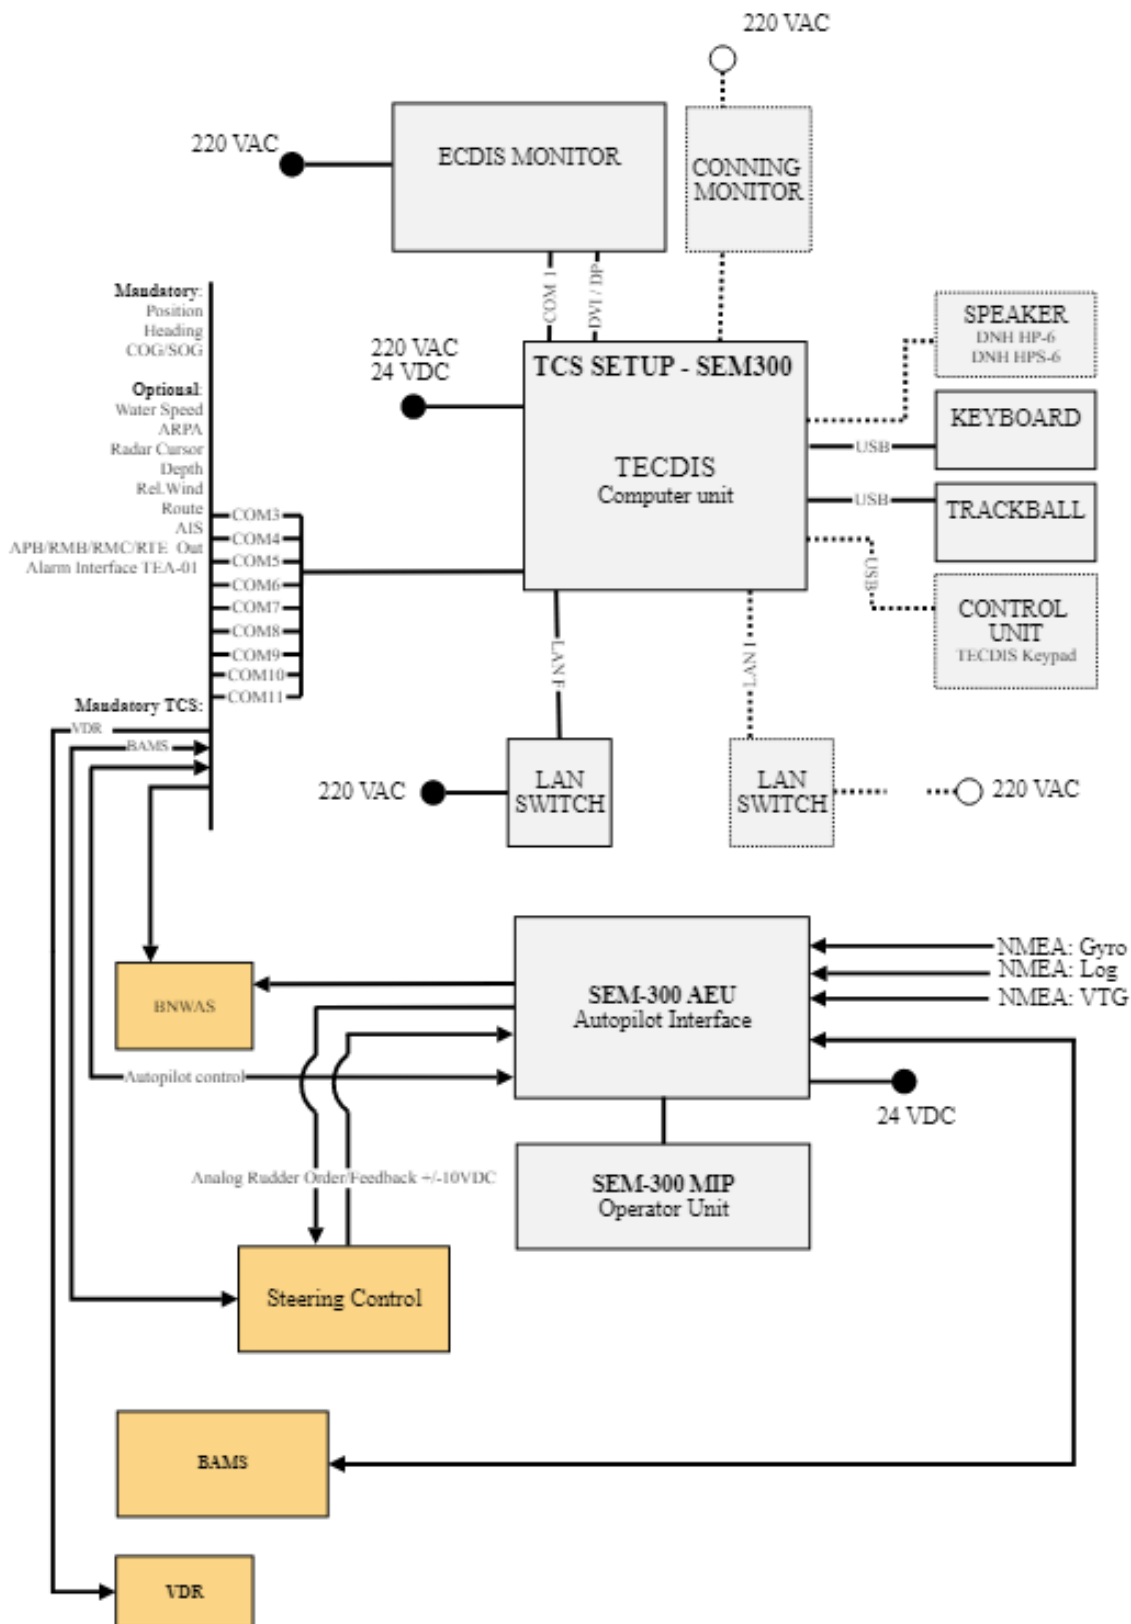 220 VAC
220 VAC
ECDIS MONITOR
CONNING
MONITOR
COM 1
DVI / DP
Mandatory:
Position
Heading
COG/SOG
Optional:
Water Speed
ARPA
Radar Cursor
Depth
Rel.Wind
Route
AIS
APB/RMB/RMC/RTE Out
Alarm Interface TEA-01
COM3
COM4
COM5
COM6
COM7
COM8
COM9
COM10
COM11
Mandatory TCS:
VDR
BAMS
220 VAC
24 VDC
TCS SETUP - SEM300
TECDIS
Computer unit
SPEAKER
DNH HP-6
DNH HPS-6
USB
KEYBOARD
USB
TRACKBALL
USB
CONTROL
UNIT
TECDIS Keypad
LAN F
LAN 1
220 VAC
LAN
SWITCH
LAN
SWITCH
220 VAC
BNWAS
SEM-300 AEU
Autopilot Interface
NMEA: Gyro
NMEA: Log
NMEA: VTG
Autopilot control
24 VDC
Analog Rudder Order/Feedback +/-10VDC
SEM-300 MIP
Operator Unit
Steering Control
BAMS
VDR